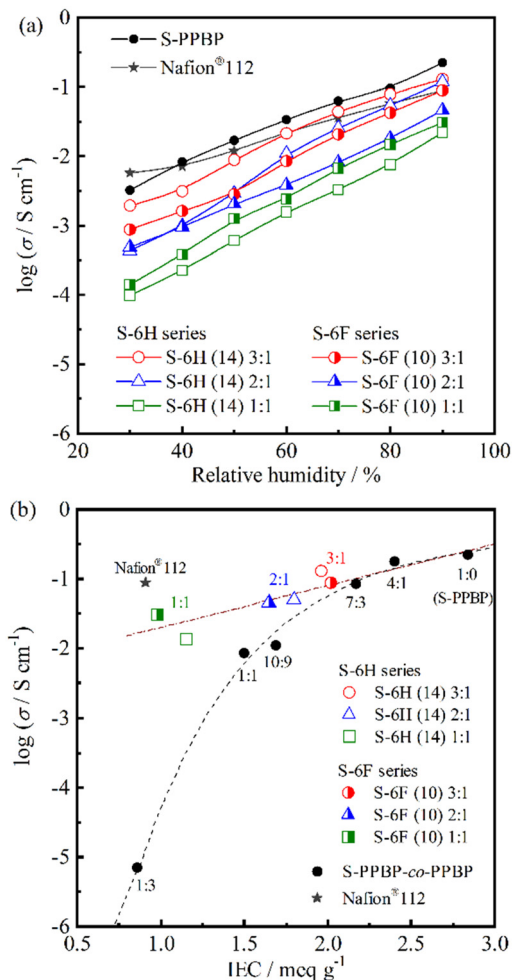 (a)
0
-1
-2
-3
-4
-5
-6
log (σ / S cm⁻¹)
S-PPBP
Nafion®112
S-6H series
S-6H (14) 3:1
S-6H (14) 2:1
S-6H (14) 1:1
S-6F series
S-6F (10) 3:1
S-6F (10) 2:1
S-6F (10) 1:1
20 40 60 80 100
Relative humidity / %
(b)
0
-1
-2
-3
-4
-5
-6
log (σ / S cm⁻¹)
Nafion®112
1:1
2:1
3:1
7:3
4:1
1:0
(S-PPBP)
1:1
10:9
1:3
S-6H series
S-6H (14) 3:1
S-6H (14) 2:1
S-6H (14) 1:1
S-6F series
S-6F (10) 3:1
S-6F (10) 2:1
S-6F (10) 1:1
S-PPBP-co-PPBP
Nafion®112
0.5 1.0 1.5 2.0 2.5 3.0
IEC / meq g⁻¹